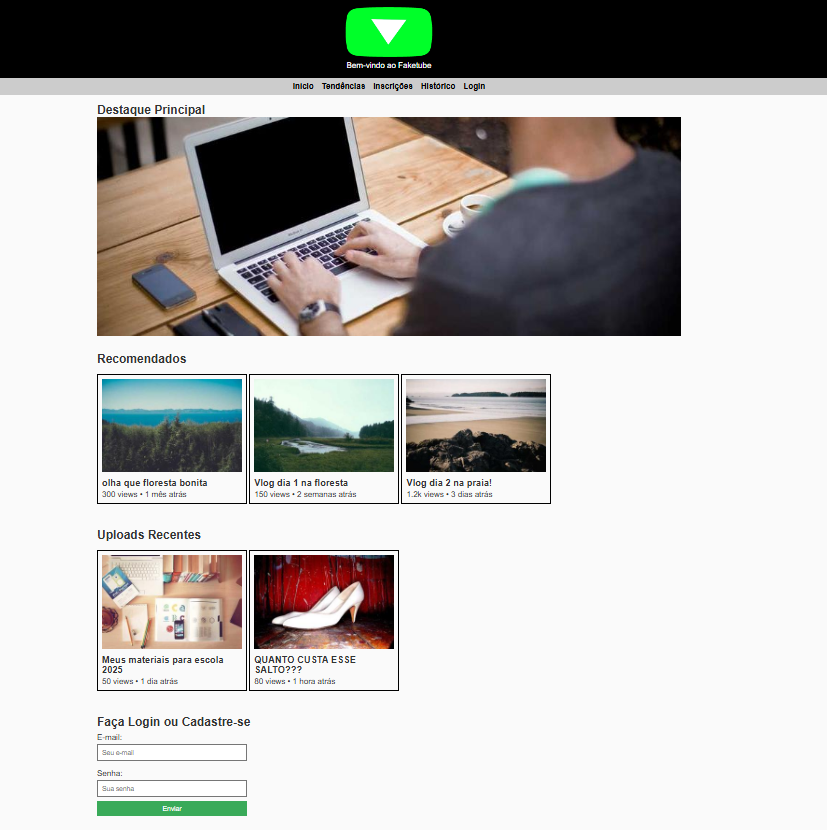 Bem-vindo ao Faketube
Início Tendências Inscrições Histórico Login
Destaque Principal
Recomendados
olha que floresta bonita
300 views • 1 mês atrás
Vlog dia 1 na floresta
150 views • 2 semanas atrás
Vlog dia 2 na praia!
1.2k views • 3 dias atrás
Uploads Recentes
Meus materiais para escola
2025
50 views • 1 dia atrás
QUANTO CUSTA ESSE
SALTO???
80 views • 1 hora atrás
Faça Login ou Cadastre-se
E-mail:
Seu e-mail
Senha:
Sua senha
Enviar